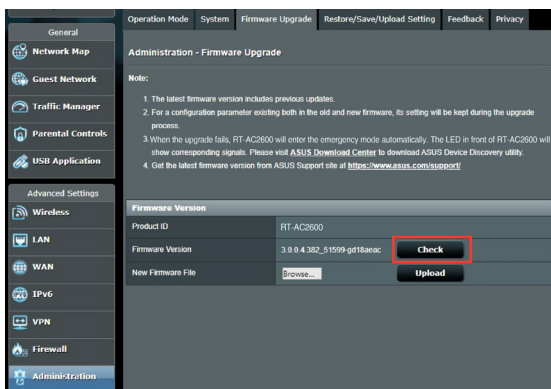 Operation Mode System Firmware Upgrade Restore/Save/Upload Setting Feedback Privacy
General
Network Map
Guest Network
Traffic Manager
Parental Controls
USB Application
Advanced Settings
Wireless
LAN
WAN
IPv6
VPN
Firewall
Administration
Administration - Firmware Upgrade
Note:
1. The latest firmware version includes previous updates.
2. For a configuration parameter existing both in the old and new firmware, its setting will be kept during the upgrade
process.
3. When the upgrade fails, RT-AC2600 will enter the emergency mode automatically. The LED in front of RT-AC2600 will
show corresponding signals. Please visit ASUS Download Center to download ASUS Device Discovery utility.
4. Get the latest firmware version from ASUS Support site at https://www.asus.com/support/
Firmware Version
Product ID RT-AC2600
Firmware Version 3.0.0.4.382_51599-gd18aeac Check
New Firmware File Browse... Upload